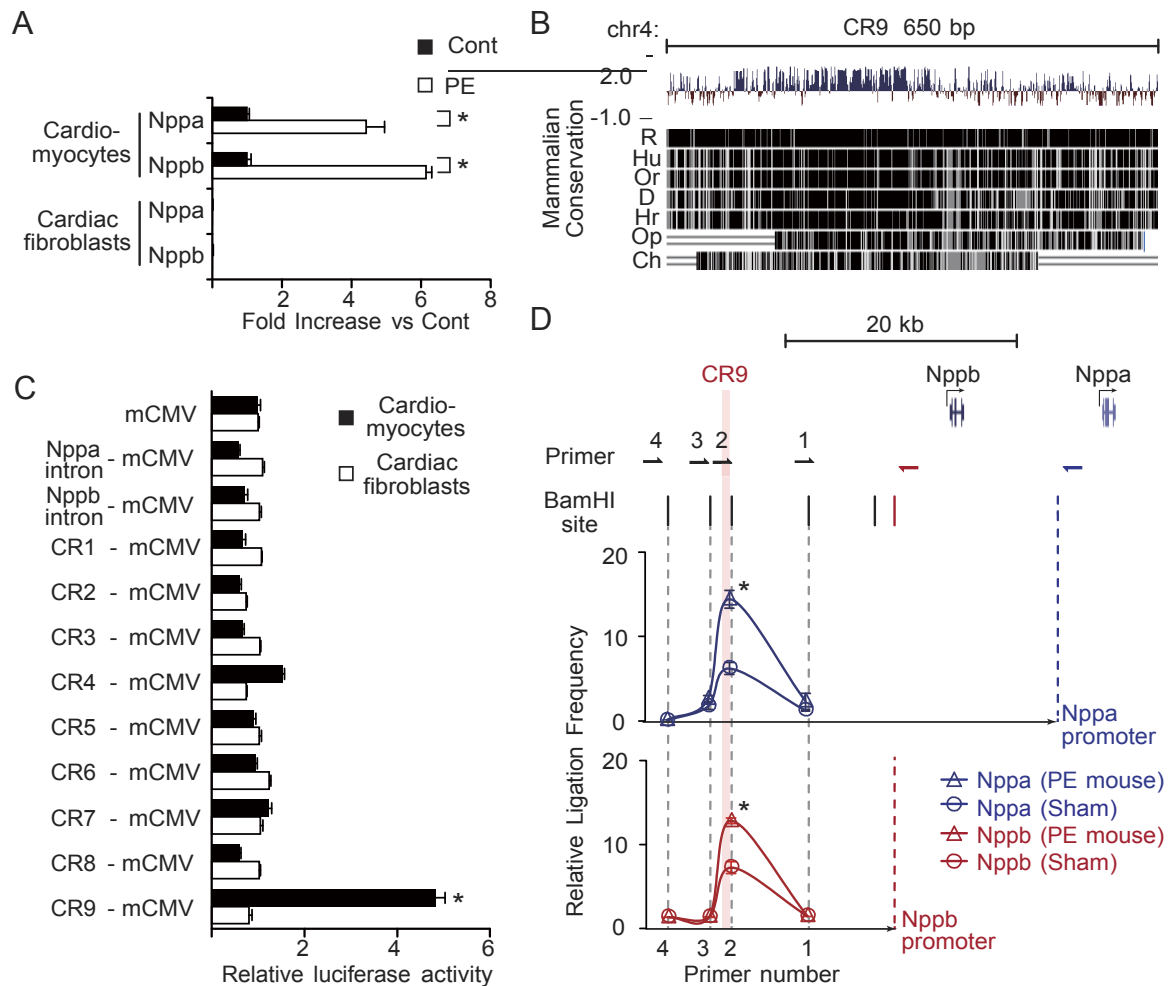 A
Cont
PE
Cardio-
myocytes
Nppa
*
Nppb
*
Cardiac
fibroblasts
Nppa
Nppb
2 4 6 8
Fold Increase vs Cont
B
chr4:
CR9 650 bp
2.0
-1.0
Mammalian
Conservation
R
Hu
Or
D
Hr
Op
Ch
C
Cardio-
myocytes
Cardiac
fibroblasts
mCMV
Nppa
intron - mCMV
Nppb
intron - mCMV
CR1 - mCMV
CR2 - mCMV
CR3 - mCMV
CR4 - mCMV
CR5 - mCMV
CR6 - mCMV
CR7 - mCMV
CR8 - mCMV
CR9 - mCMV
*
2 4 6
Relative luciferase activity
D
20 kb
CR9
Nppb
Nppa
Primer
4 3 2 1
BamHI
site
20
10
0
*
Nppa
promoter
Relative Ligation Frequency
20
10
0
*
Nppb
promoter
Nppa (PE mouse)
Nppa (Sham)
Nppb (PE mouse)
Nppb (Sham)
4 3 2 1
Primer number